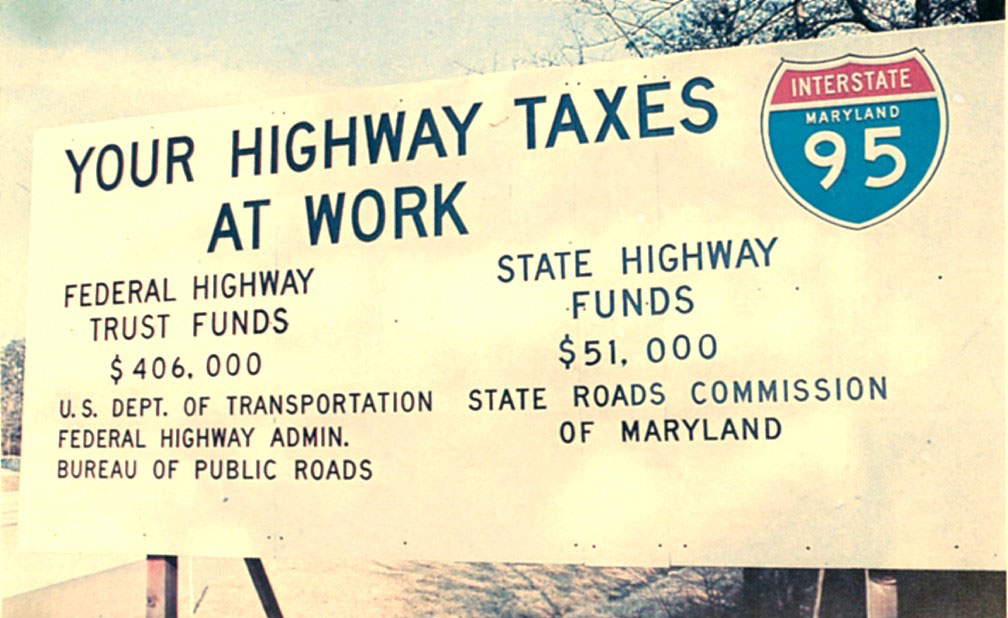 YOUR HIGHWAY TAXES
AT WORK
INTERSTATE
MARYLAND
95
FEDERAL HIGHWAY
TRUST FUNDS
$406,000
U.S. DEPT. OF TRANSPORTATION
FEDERAL HIGHWAY ADMIN.
BUREAU OF PUBLIC ROADS
STATE HIGHWAY
FUNDS
$51,000
STATE ROADS COMMISSION
OF MARYLAND